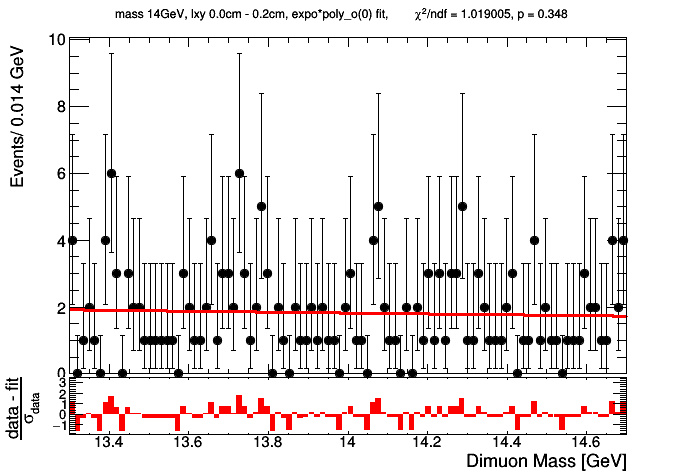 mass 14GeV, lxy 0.0cm - 0.2cm, expo*poly_o(0) fit, χ²/ndf = 1.019005, p = 0.348
Events/ 0.014 GeV
10
8
6
4
2
0
data - fit
σdata
3
2
1
0
−1
13.4 13.6 13.8 14 14.2 14.4 14.6
Dimuon Mass [GeV]